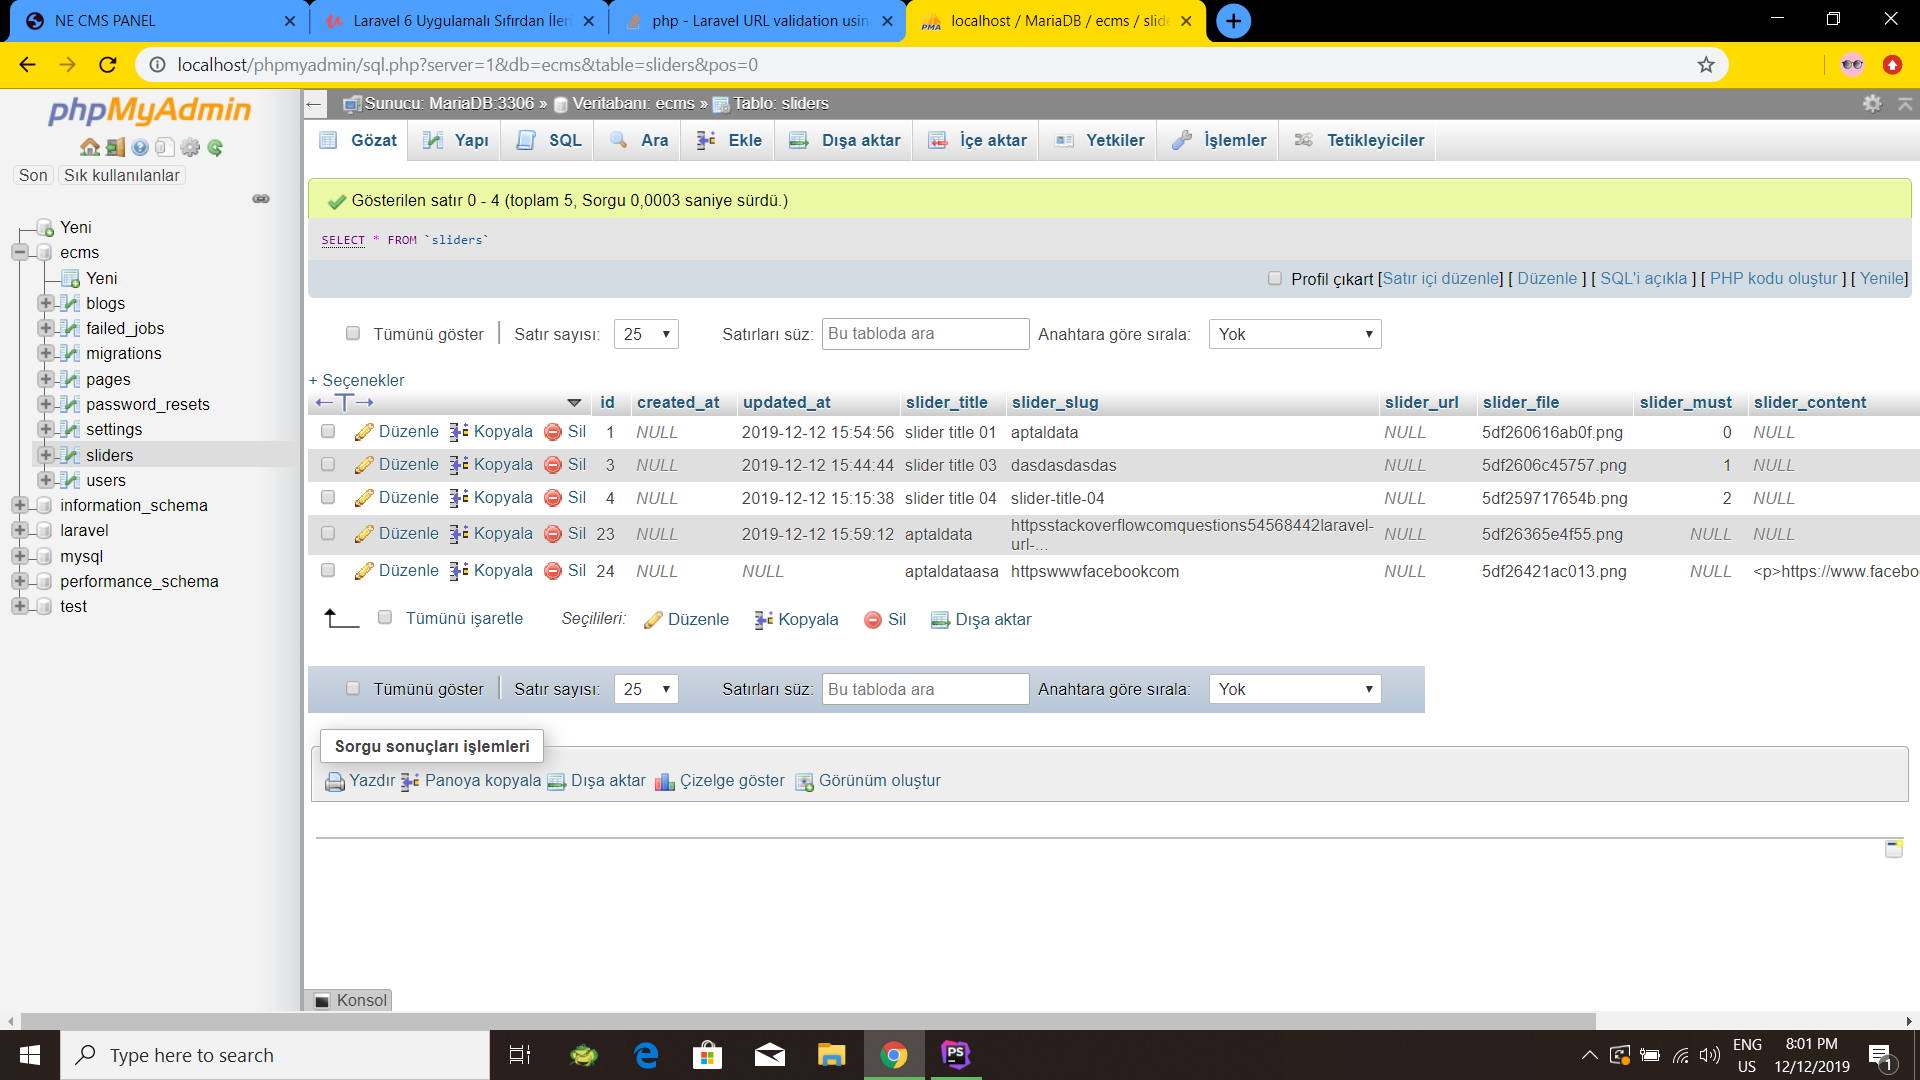 NE CMS PANEL
Laravel 6 Uygulamalı Sıfırdan İleri
php - Laravel URL validation usin
localhost / MariaDB / ecms / slide
localhost/phpmyadmin/sql.php?server=1&db=ecms&table=sliders&pos=0
phpMyAdmin
Son
Sık kullanılanlar
Yeni
ecms
Yeni
blogs
failed_jobs
migrations
pages
password_resets
settings
sliders
users
information_schema
laravel
mysql
performance_schema
test
Sunucu: MariaDB:3306 » Veritabanı: ecms » Tablo: sliders
Gözat Yapı SQL Ara Ekle Dışa aktar İçe aktar Yetkiler İşlemler Tetikleyiciler
Gösterilen satır 0 - 4 (toplam 5, Sorgu 0,0003 saniye sürdü.)
SELECT * FROM `sliders`
Profil çıkart [Satır içi düzenle] [ Düzenle ] [ SQL'i açıkla ] [ PHP kodu oluştur ] [ Yenile]
Tümünü göster | Satır sayısı: 25 Satırları süz: Bu tabloda ara Anahtara göre sırala: Yok
+ Seçenekler
←T→ id created_at updated_at slider_title slider_slug slider_url slider_file slider_must slider_content
Düzenle Kopyala Sil 1 NULL 2019-12-12 15:54:56 slider title 01 aptaldata NULL 5df260616ab0f.png 0 NULL
Düzenle Kopyala Sil 3 NULL 2019-12-12 15:44:44 slider title 03 dasdasdasdas NULL 5df2606c45757.png 1 NULL
Düzenle Kopyala Sil 4 NULL 2019-12-12 15:15:38 slider title 04 slider-title-04 NULL 5df259717654b.png 2 NULL
Düzenle Kopyala Sil 23 NULL 2019-12-12 15:59:12 aptaldata httpsstackoverflowcomquestions54568442laravel-url-... NULL 5df26365e4f55.png NULL NULL
Düzenle Kopyala Sil 24 NULL NULL aptaldataasa httpswwwfacebookcom NULL 5df26421ac013.png NULL <p>https://www.facebo
Tümünü işaretle Seçilileri: Düzenle Kopyala Sil Dışa aktar
Tümünü göster | Satır sayısı: 25 Satırları süz: Bu tabloda ara Anahtara göre sırala: Yok
Sorgu sonuçları işlemleri
Yazdır Panoya kopyala Dışa aktar Çizelge göster Görünüm oluştur
Konsol
Type here to search
PS
ENG
US
8:01 PM
12/12/2019
1